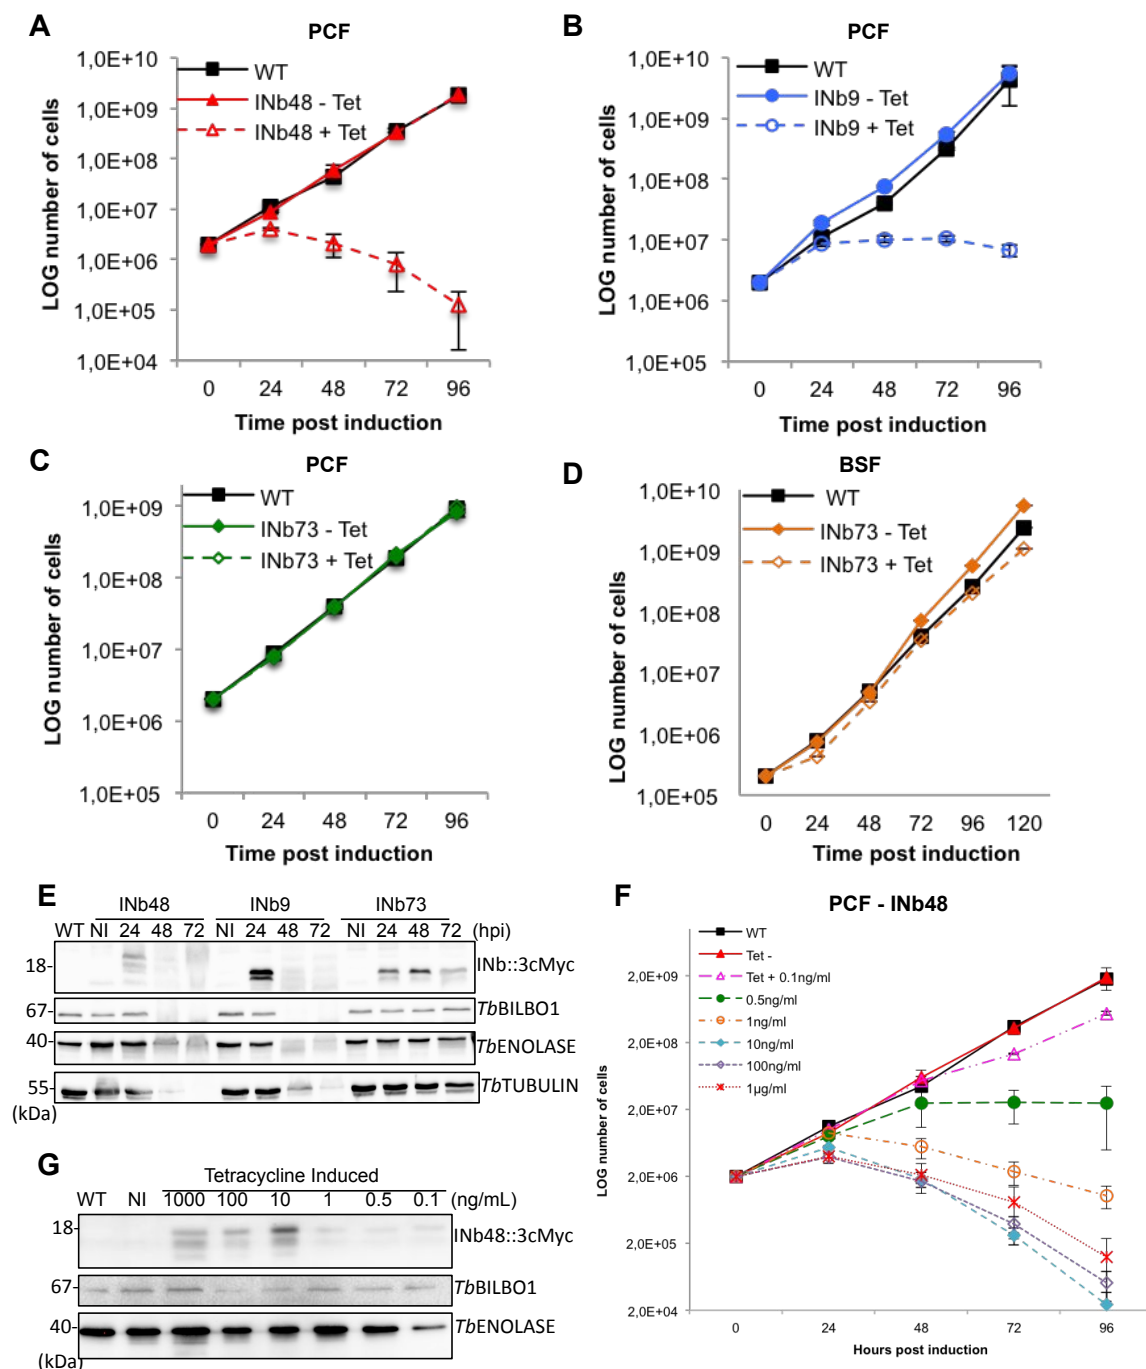 A
PCF
1,0E+10
1,0E+09
1,0E+08
1,0E+07
1,0E+06
1,0E+05
1,0E+04
LOG number of cells
WT
INb48 - Tet
INb48 + Tet
0 24 48 72 96
Time post induction
B
PCF
1,0E+10
1,0E+09
1,0E+08
1,0E+07
1,0E+06
1,0E+05
LOG number of cells
WT
INb9 - Tet
INb9 + Tet
0 24 48 72 96
Time post induction
C
PCF
1,0E+09
1,0E+08
1,0E+07
1,0E+06
1,0E+05
LOG number of cells
WT
INb73 - Tet
INb73 + Tet
0 24 48 72 96
Time post induction
D
BSF
1,0E+10
1,0E+09
1,0E+08
1,0E+07
1,0E+06
1,0E+05
LOG number of cells
WT
INb73 - Tet
INb73 + Tet
0 24 48 72 96 120
Time post induction
E
INb48 INb9 INb73
WT NI 24 48 72 NI 24 48 72 NI 24 48 72 (hpi)
18- INb::3cMyc
67- TbBILBO1
40- TbENOLASE
55- TbTUBULIN
(kDa)
F
PCF - INb48
WT
Tet -
Tet + 0.1ng/ml
0.5ng/ml
1ng/ml
10ng/ml
100ng/ml
1µg/ml
2,0E+09
2,0E+08
2,0E+07
2,0E+06
2,0E+05
2,0E+04
LOG number of cells
0 24 48 72 96
Hours post induction
G
Tetracycline Induced
WT NI 1000 100 10 1 0.5 0.1 (ng/mL)
18- INb48::3cMyc
67- TbBILBO1
40- TbENOLASE
(kDa)